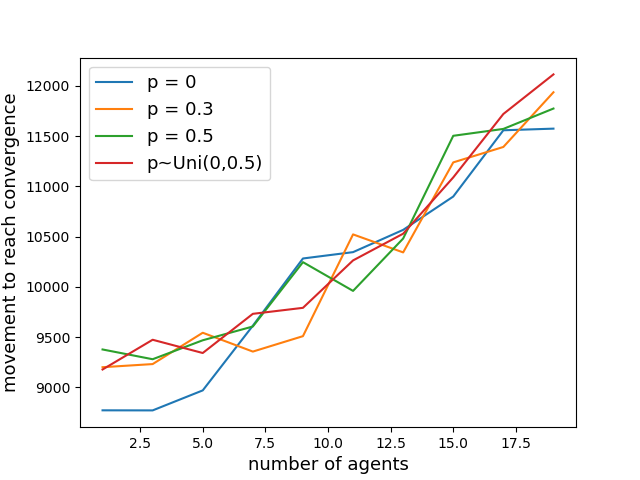 p = 0
p = 0.3
p = 0.5
p~Uni(0,0.5)
movement to reach convergence
12000
11500
11000
10500
10000
9500
9000
2.5 5.0 7.5 10.0 12.5 15.0 17.5
number of agents